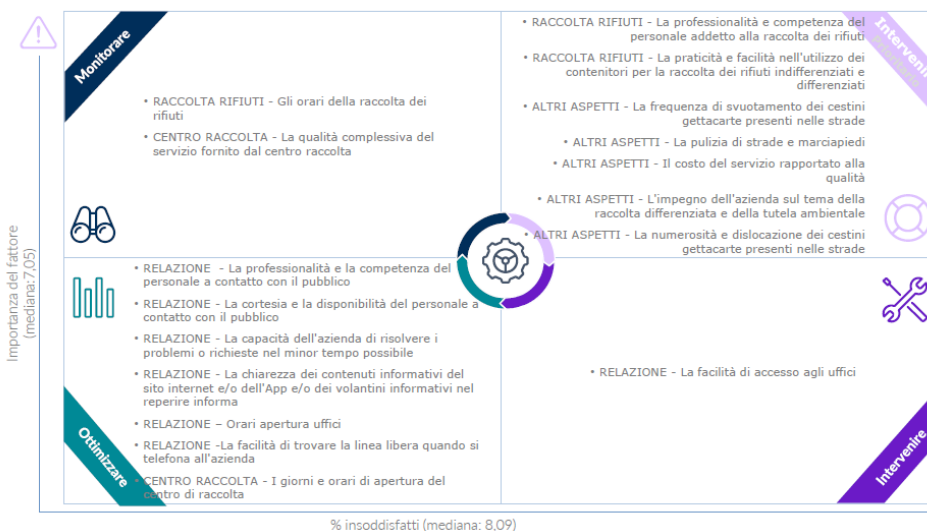 Monitorare
• RACCOLTA RIFIUTI - Gli orari della raccolta dei
rifiuti
• CENTRO RACCOLTA - La qualità complessiva del
servizio fornito dal centro raccolta
Intervenire
• RACCOLTA RIFIUTI - La professionalità e competenza del
personale addetto alla raccolta dei rifiuti
• RACCOLTA RIFIUTI - La praticità e facilità nell'utilizzo dei
contenitori per la raccolta dei rifiuti indifferenziati e
differenziati
• ALTRI ASPETTI - La frequenza di svuotamento dei cestini
gettacarte presenti nelle strade
• ALTRI ASPETTI - La pulizia di strade e marciapiedi
• ALTRI ASPETTI - Il costo del servizio rapportato alla
qualità
• ALTRI ASPETTI - L'impegno dell'azienda sul tema della
raccolta differenziata e della tutela ambientale
• ALTRI ASPETTI - La numerosità e dislocazione dei cestini
gettacarte presenti nelle strade
Importanza del fattore
(mediana: 7,05)
• RELAZIONE - La professionalità e la competenza del
personale a contatto con il pubblico
• RELAZIONE - La cortesia e la disponibilità del personale a
contatto con il pubblico
• RELAZIONE - La capacità dell'azienda di risolvere i
problemi o richieste nel minor tempo possibile
• RELAZIONE - La chiarezza dei contenuti informativi del
sito internet e/o dell'App e/o dei volantini informativi nel
reperire informa
• RELAZIONE – Orari apertura uffici
• RELAZIONE -La facilità di trovare la linea libera quando si
telefona all'azienda
• CENTRO RACCOLTA - I giorni e orari di apertura del
centro di raccolta
Ottimizzare
• RELAZIONE - La facilità di accesso agli uffici
Intervenire
% insoddisfatti (mediana: 8,09)